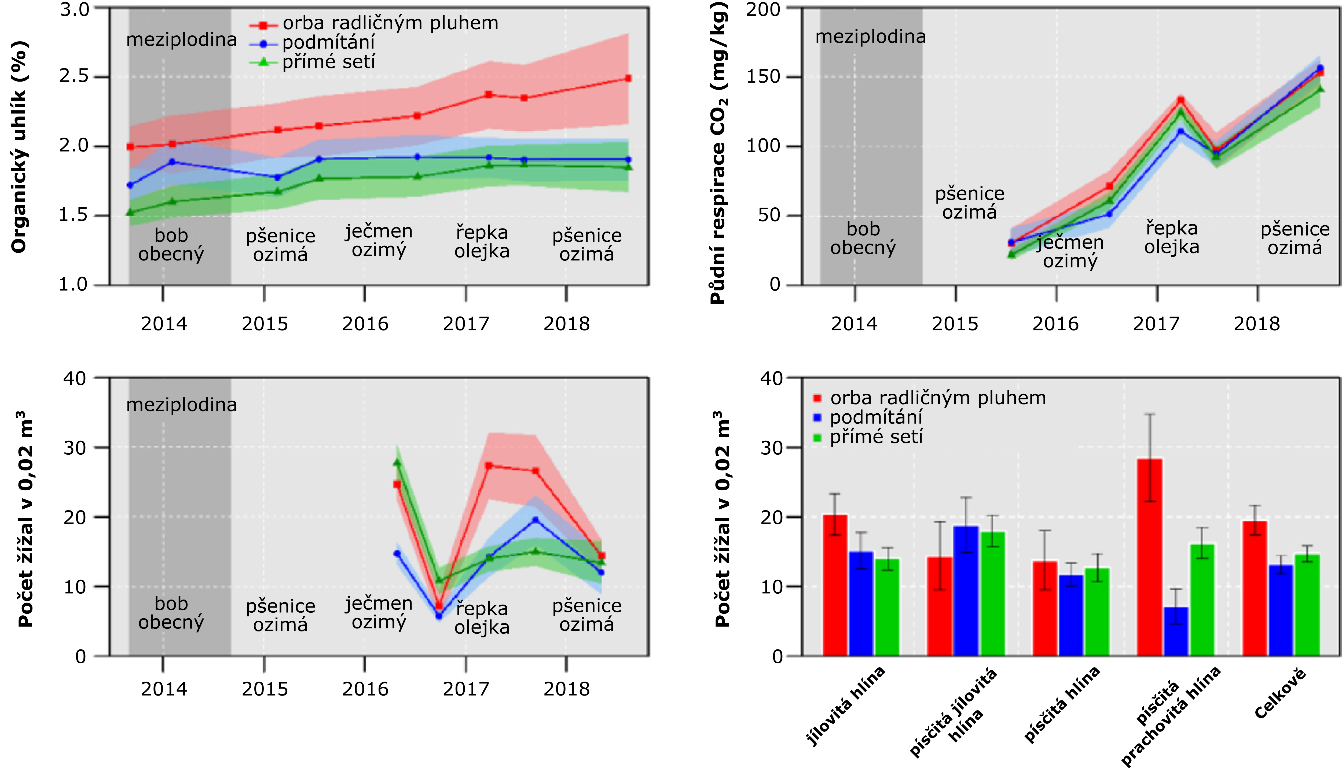 Organický uhlík (%)
3.0
2.5
2.0
1.5
1.0
meziplodina
orba radličným pluhem
podmítání
přímé setí
bob
obecný
pšenice
ozimá
ječmen
ozimý
řepka
olejka
pšenice
ozimá
2014
2015
2016
2017
2018
Půdní respirace CO₂ (mg/kg)
200
150
100
50
0
meziplodina
bob
obecný
pšenice
ozimá
ječmen
ozimý
řepka
olejka
pšenice
ozimá
2014
2015
2016
2017
2018
Počet žížal v 0,02 m³
40
30
20
10
0
meziplodina
bob
obecný
pšenice
ozimá
ječmen
ozimý
řepka
olejka
pšenice
ozimá
2014
2015
2016
2017
2018
Počet žížal v 0,02 m³
40
30
20
10
0
orba radličným pluhem
podmítání
přímé setí
jílovitá hlína
písčitá jílovitá
hlína
písčitá hlína
písčitá
prachovitá hlína
Celkově